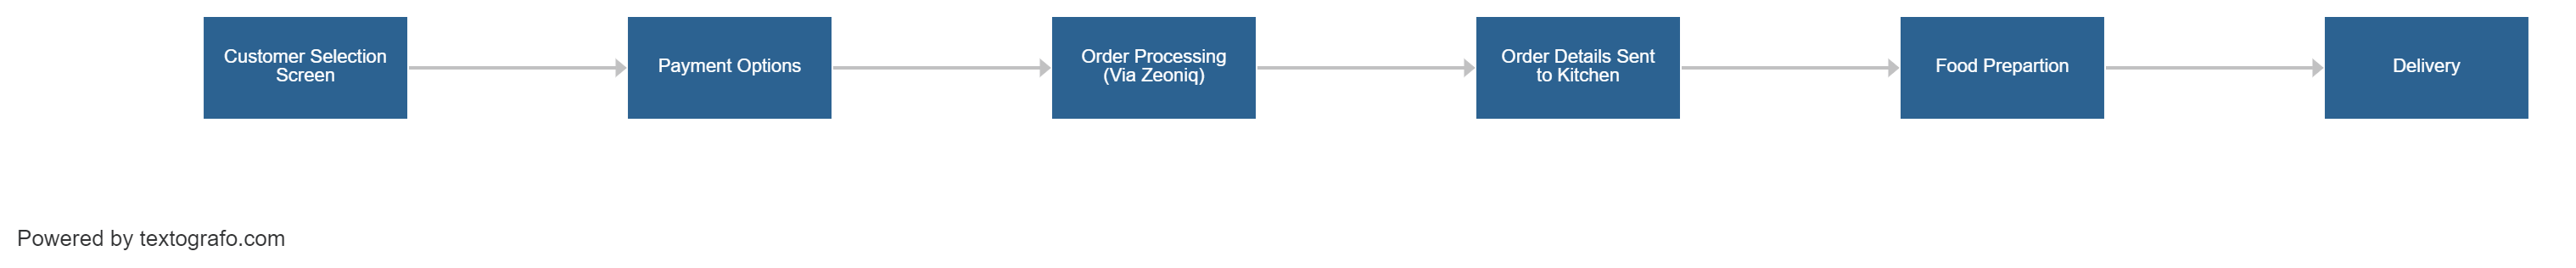 Customer Selection
Screen
Payment Options
Order Processing
(Via Zeoniq)
Order Details Sent
to Kitchen
Food Prepartion
Delivery
Powered by textografo.com